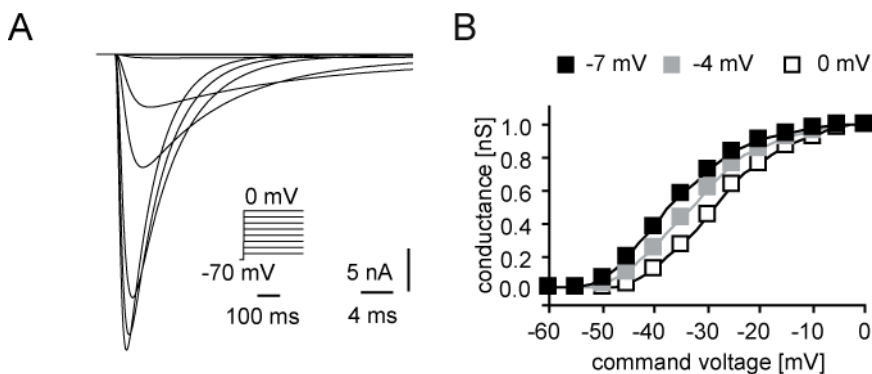 A
0 mV
-70 mV
100 ms
5 nA
4 ms
B
-7 mV -4 mV 0 mV
conductance [nS]
1.0
0.8
0.6
0.4
0.2
0.0
-60 -50 -40 -30 -20 -10 0
command voltage [mV]